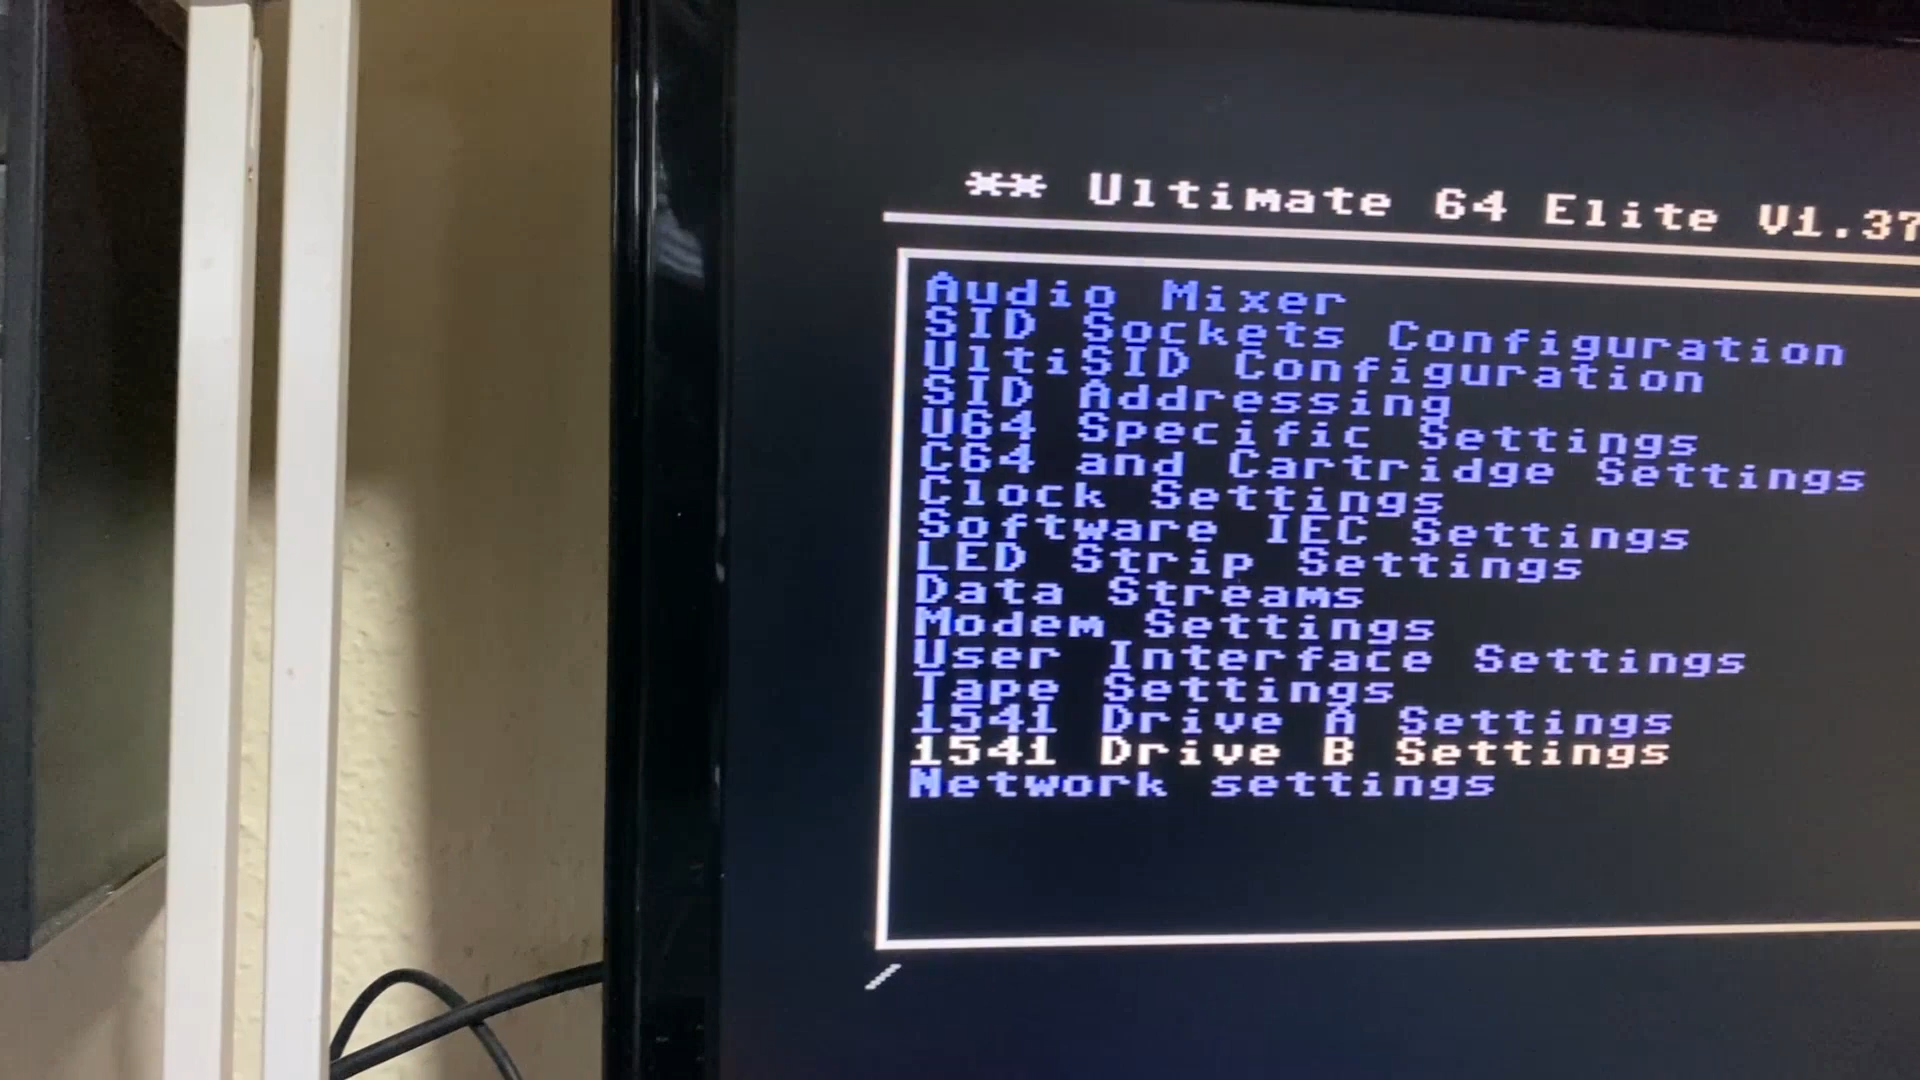 ** Ultimate 64 Elite V1.37
Audio Mixer
SID Sockets Configuration
UltiSID Configuration
SID Addressing
U64 Specific Settings
C64 and Cartridge Settings
Clock Settings
Software IEC Settings
LED Strip Settings
Data Streams
Modem Settings
User Interface Settings
Tape Settings
1541 Drive A Settings
1541 Drive B Settings
Network settings
/